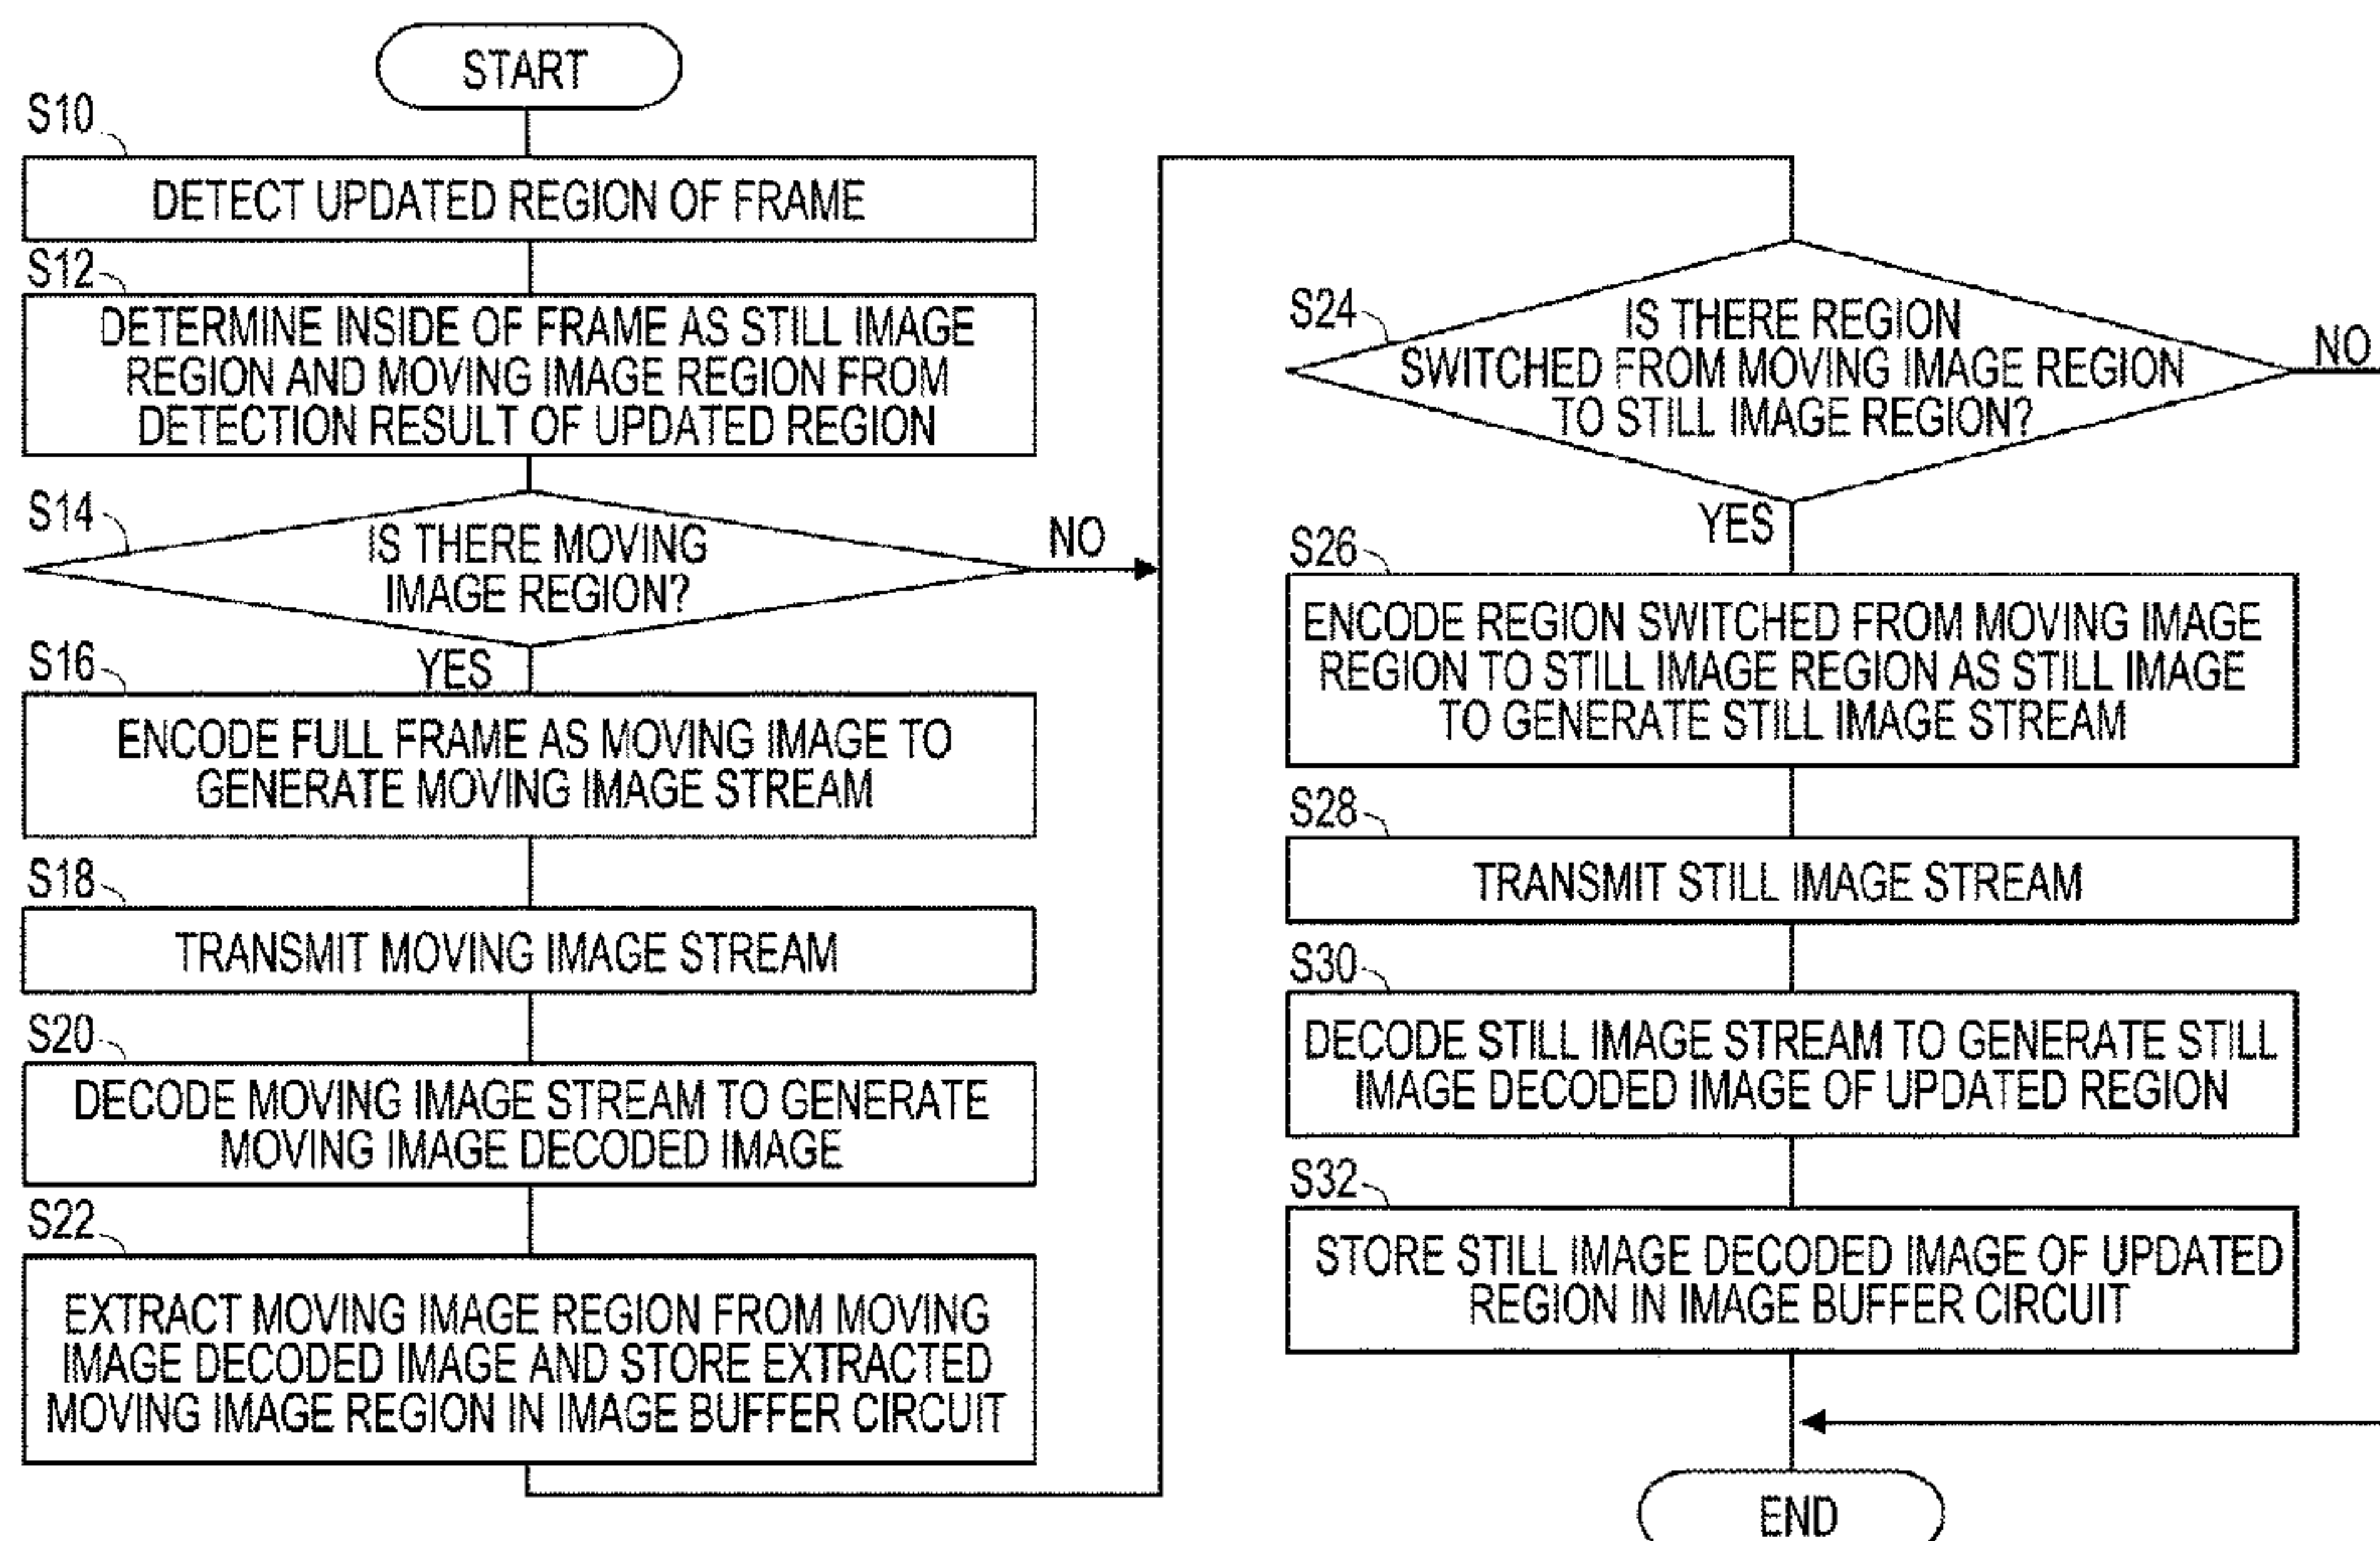 START
S10
DETECT UPDATED REGION OF FRAME
S12
DETERMINE INSIDE OF FRAME AS STILL IMAGE
REGION AND MOVING IMAGE REGION FROM
DETECTION RESULT OF UPDATED REGION
S14
IS THERE MOVING
IMAGE REGION?
NO
YES
S16
ENCODE FULL FRAME AS MOVING IMAGE TO
GENERATE MOVING IMAGE STREAM
S18
TRANSMIT MOVING IMAGE STREAM
S20
DECODE MOVING IMAGE STREAM TO GENERATE
MOVING IMAGE DECODED IMAGE
S22
EXTRACT MOVING IMAGE REGION FROM MOVING
IMAGE DECODED IMAGE AND STORE EXTRACTED
MOVING IMAGE REGION IN IMAGE BUFFER CIRCUIT
S24
IS THERE REGION
SWITCHED FROM MOVING IMAGE REGION
TO STILL IMAGE REGION?
NO
YES
S26
ENCODE REGION SWITCHED FROM MOVING IMAGE
REGION TO STILL IMAGE REGION AS STILL IMAGE
TO GENERATE STILL IMAGE STREAM
S28
TRANSMIT STILL IMAGE STREAM
S30
DECODE STILL IMAGE STREAM TO GENERATE STILL
IMAGE DECODED IMAGE OF UPDATED REGION
S32
STORE STILL IMAGE DECODED IMAGE OF UPDATED
REGION IN IMAGE BUFFER CIRCUIT
END